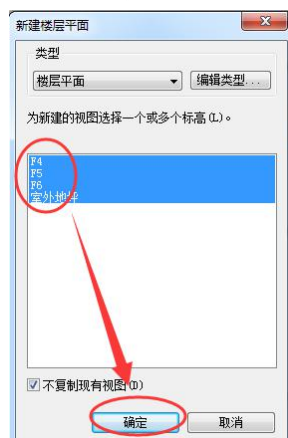 新建楼层平面
类型
楼层平面
编辑类型...
为新建的视图选择一个或多个标高(L)。
F4
F5
F6
室外地坪
不复制现有视图(D)
确定
取消